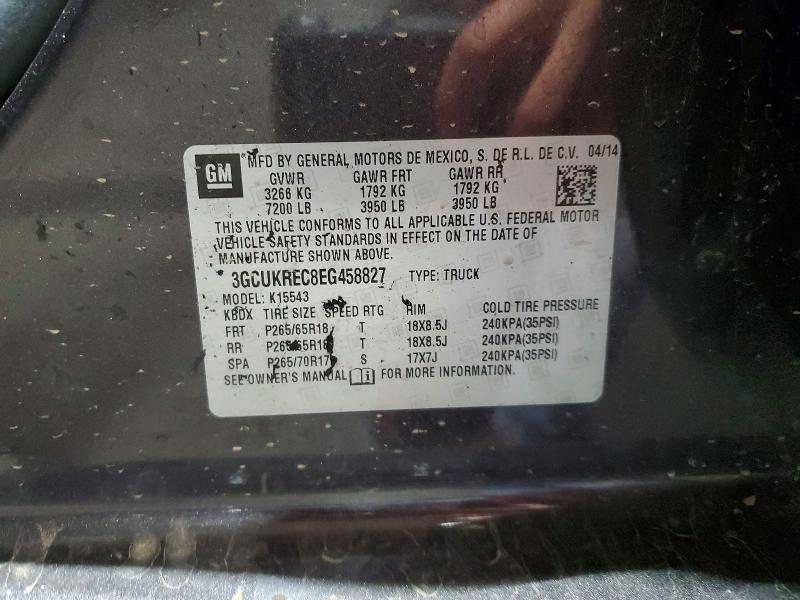 GM
MFD BY GENERAL MOTORS DE MEXICO, S. DE R.L. DE C.V. 04/14
GVWR GAWR FRT GAWR RR
3266 KG 1792 KG 1792 KG
7200 LB 3950 LB 3950 LB
THIS VEHICLE CONFORMS TO ALL APPLICABLE U.S. FEDERAL MOTOR
VEHICLE SAFETY STANDARDS IN EFFECT ON THE DATE OF
MANUFACTURE SHOWN ABOVE.
3GCUKREC8EG458827 TYPE: TRUCK
MODEL: K15543
KBDX TIRE SIZE SPEED RTG RIM COLD TIRE PRESSURE
FRT P265/65R18 T 18X8.5J 240KPA(35PSI)
RR P265/65R18 T 18X8.5J 240KPA(35PSI)
SPA P265/70R17 S 17X7J 240KPA(35PSI)
SEE OWNER'S MANUAL FOR MORE INFORMATION.